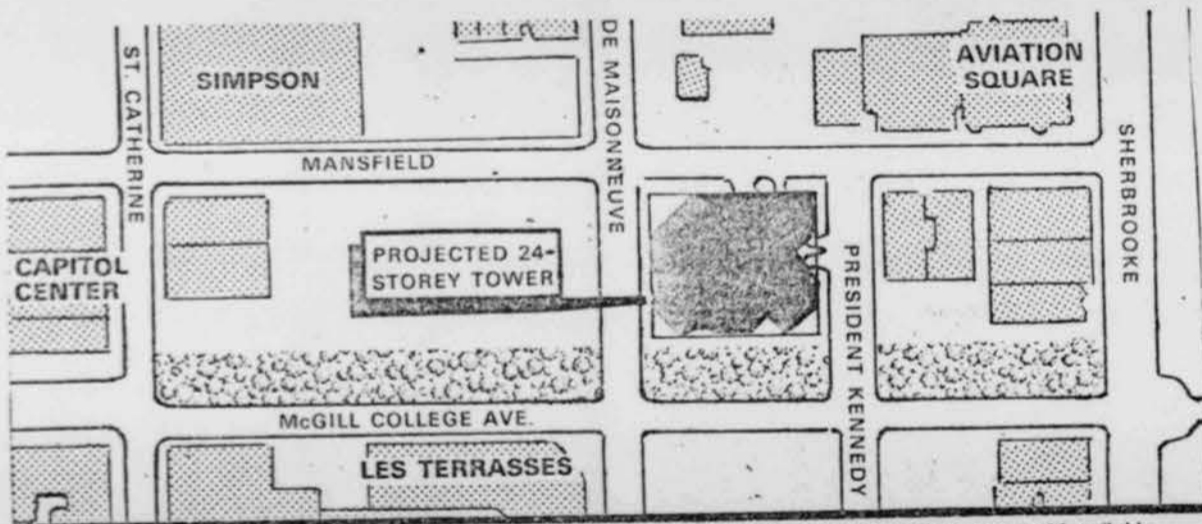 ST. CATHERINE
SIMPSON
DE MAISONNEUVE
AVIATION
SQUARE
SHERBROOKE
MANSFIELD
CAPITOL
CENTER
PROJECTED 24-
STOREY TOWER
PRESIDENT KENNEDY
McGILL COLLEGE AVE.
LES TERRASSES